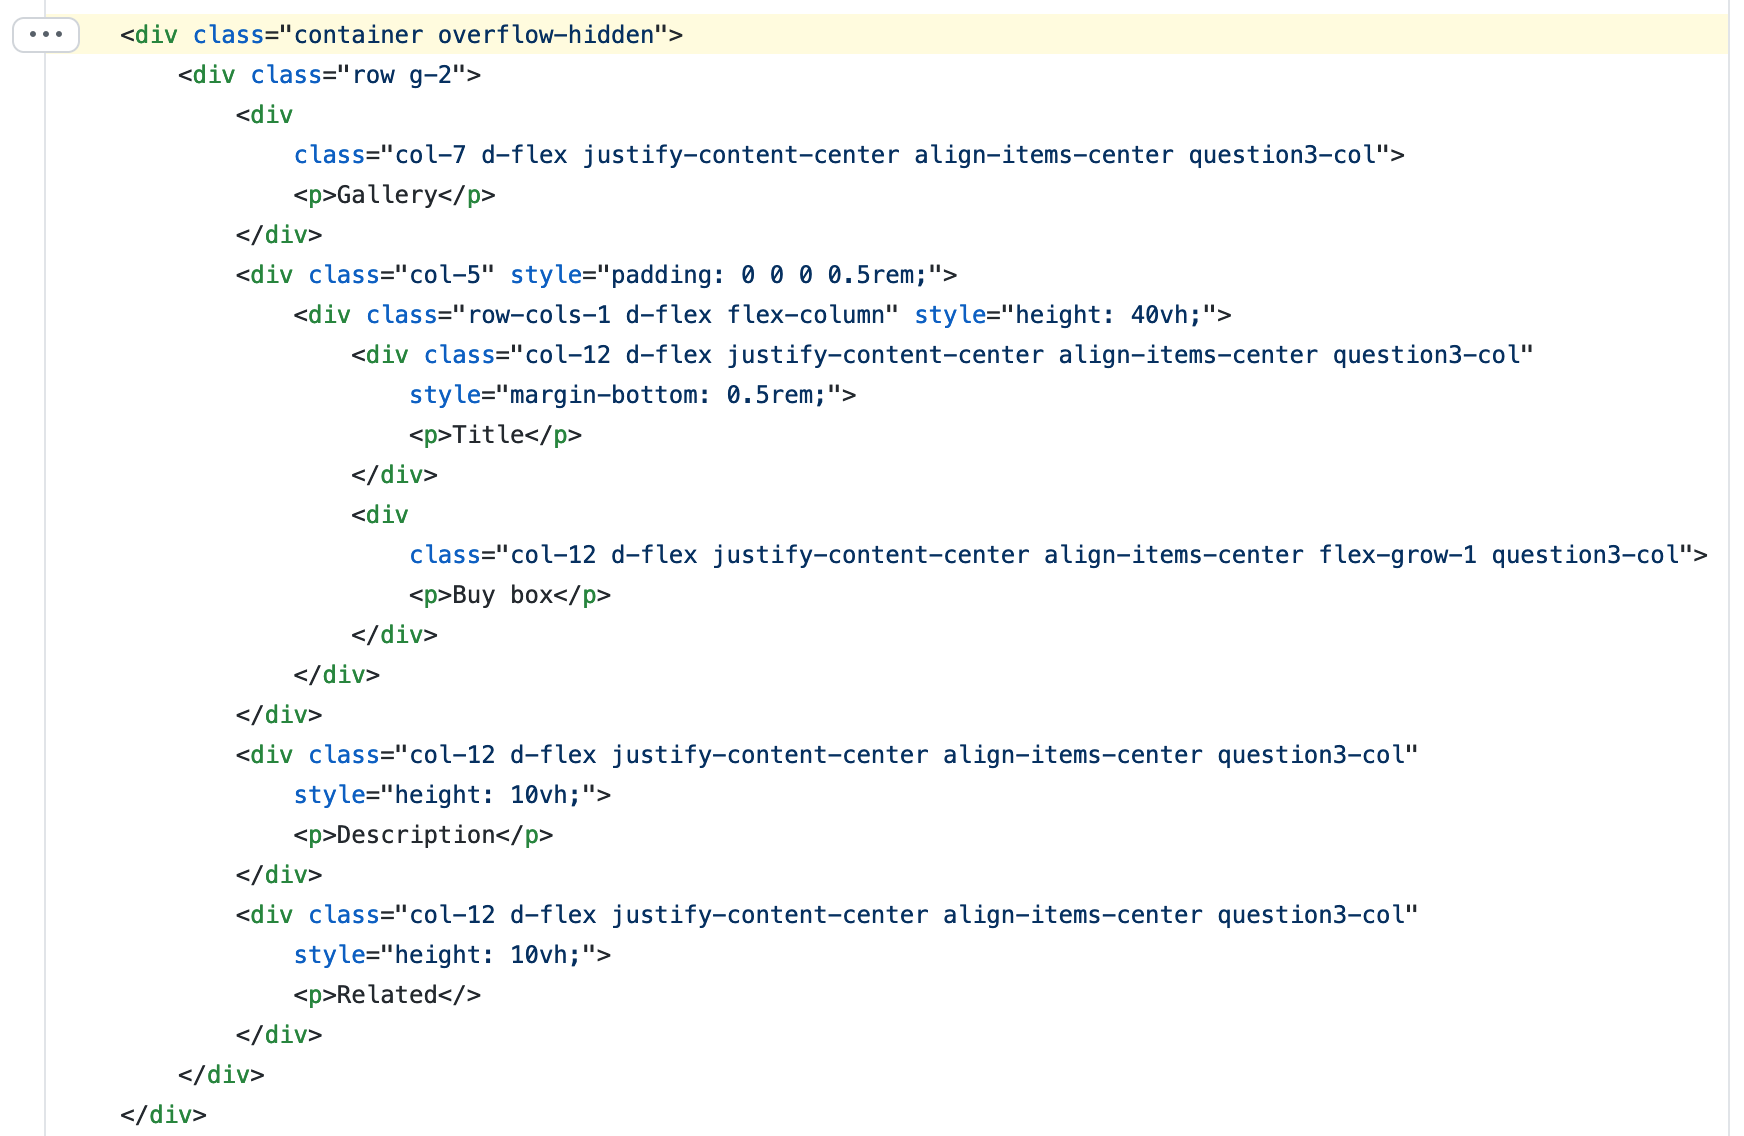 <div class="container overflow-hidden">
    <div class="row g-2">
        <div
            class="col-7 d-flex justify-content-center align-items-center question3-col">
            <p>Gallery</p>
        </div>
        <div class="col-5" style="padding: 0 0 0 0.5rem;">
            <div class="row-cols-1 d-flex flex-column" style="height: 40vh;">
                <div class="col-12 d-flex justify-content-center align-items-center question3-col"
                    style="margin-bottom: 0.5rem;">
                    <p>Title</p>
                </div>
                <div
                    class="col-12 d-flex justify-content-center align-items-center flex-grow-1 question3-col">
                    <p>Buy box</p>
                </div>
            </div>
        </div>
        <div class="col-12 d-flex justify-content-center align-items-center question3-col"
            style="height: 10vh;">
            <p>Description</p>
        </div>
        <div class="col-12 d-flex justify-content-center align-items-center question3-col"
            style="height: 10vh;">
            <p>Related</>
        </div>
    </div>
</div>